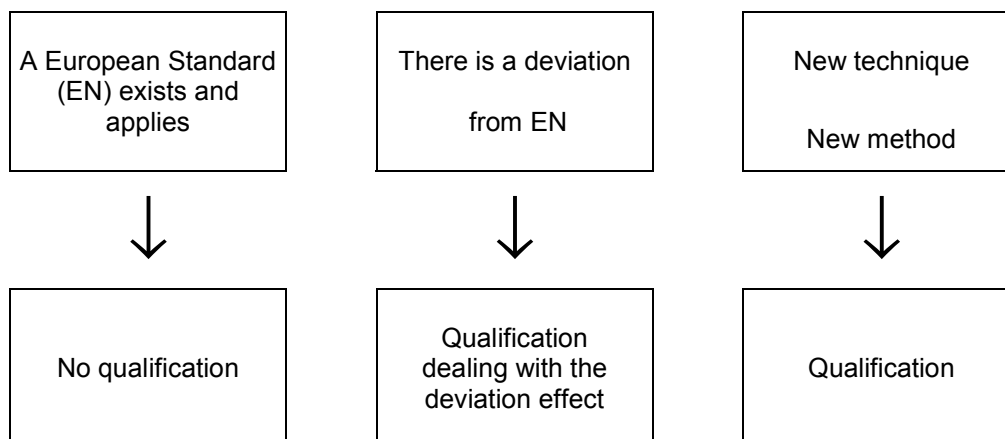 A European Standard
(EN) exists and
applies
There is a deviation
from EN
New technique
New method
No qualification
Qualification
dealing with the
deviation effect
Qualification